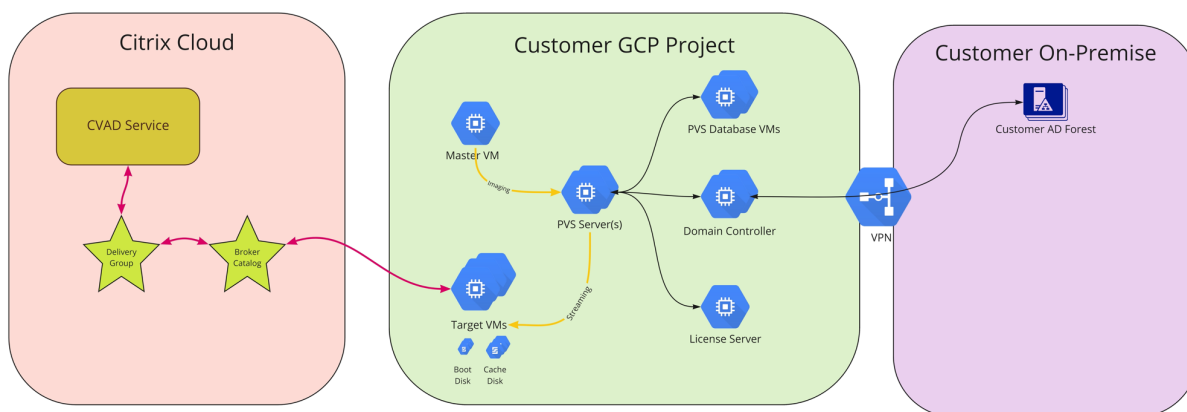 Citrix Cloud
CVAD Service
Delivery
Group
Broker
Catalog
Customer GCP Project
Master VM
Imaging
PVS Server(s)
Streaming
Target VMs
Boot
Disk
Cache
Disk
PVS Database VMs
Domain Controller
License Server
VPN
Customer On-Premise
Customer AD Forest